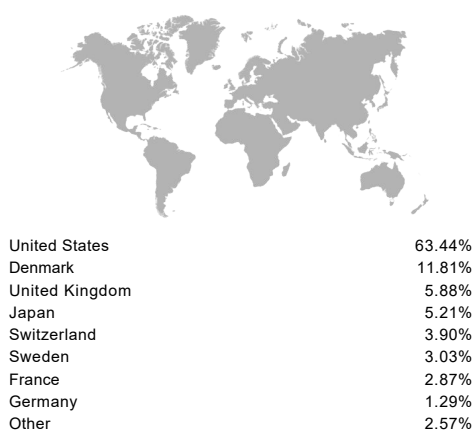 United States 63.44%
Denmark 11.81%
United Kingdom 5.88%
Japan 5.21%
Switzerland 3.90%
Sweden 3.03%
France 2.87%
Germany 1.29%
Other 2.57%